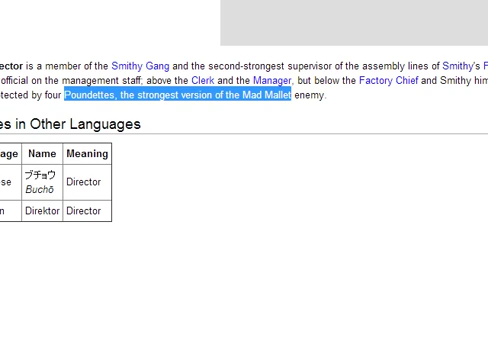 ector is a member of the Smithy Gang and the second-strongest supervisor of the assembly lines of Smithy's F
official on the management staff; above the Clerk and the Manager, but below the Factory Chief and Smithy him
tected by four Poundettes, the strongest version of the Mad Mallet enemy.
es in Other Languages
age Name Meaning
se ブチョウ Buchō Director
n Direktor Director